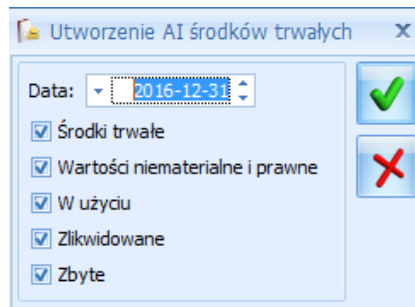 Utworzenie AI środków trwałych
Data: 2016-12-31
Środki trwałe
Wartości niematerialne i prawne
W użyciu
Zlikwidowane
Zbyte